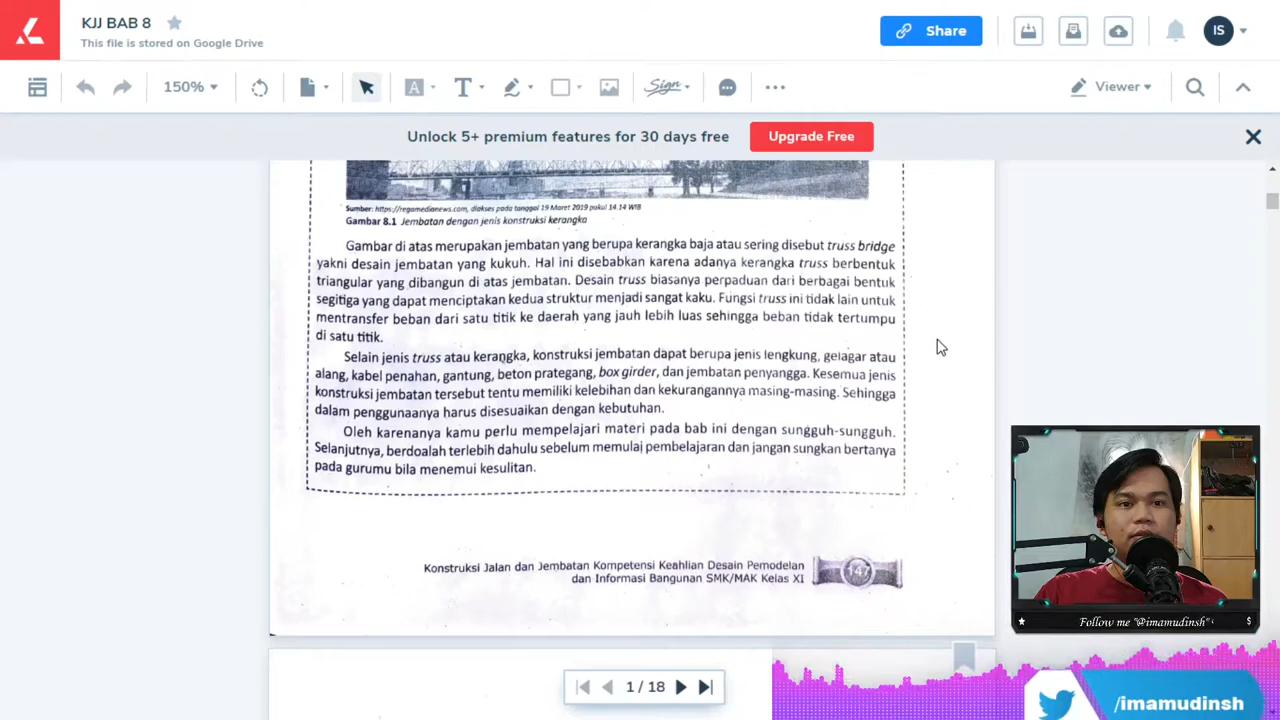 KJJ BAB 8
This file is stored on Google Drive
Share
IS
150%
A
T
Sign
Viewer
Unlock 5+ premium features for 30 days free
Upgrade Free
Sumber: https://regamedianews.com, diakses pada tanggal 19 Maret 2019 pukul 14.14 WIB
Gambar 8.1 Jembatan dengan jenis konstruksi kerangka
Gambar di atas merupakan jembatan yang berupa kerangka baja atau sering disebut truss bridge
yakni desain jembatan yang kukuh. Hal ini disebabkan karena adanya kerangka truss berbentuk
triangular yang dibangun di atas jembatan. Desain truss biasanya perpaduan dari berbagai bentuk
segitiga yang dapat menciptakan kedua struktur menjadi sangat kaku. Fungsi truss ini tidak lain untuk
mentransfer beban dari satu titik ke daerah yang jauh lebih luas sehingga beban tidak tertumpu
di satu titik.
Selain jenis truss atau kerangka, konstruksi jembatan dapat berupa jenis lengkung, gelagar atau
alang, kabel penahan, gantung, beton prategang, box girder, dan jembatan penyangga. Kesemua jenis
konstruksi jembatan tersebut tentu memiliki kelebihan dan kekurangannya masing-masing. Sehingga
dalam penggunaanya harus disesuaikan dengan kebutuhan.
Oleh karenanya kamu perlu mempelajari materi pada bab ini dengan sungguh-sungguh.
Selanjutnya, berdoalah terlebih dahulu sebelum memulai pembelajaran dan jangan sungkan bertanya
pada gurumu bila menemui kesulitan.
Konstruksi Jalan dan Jembatan Kompetensi Keahlian Desain Pemodelan
dan Informasi Bangunan SMK/MAK Kelas XI
147
1 / 18
Follow me "@imamudinsh"
/imamudinsh